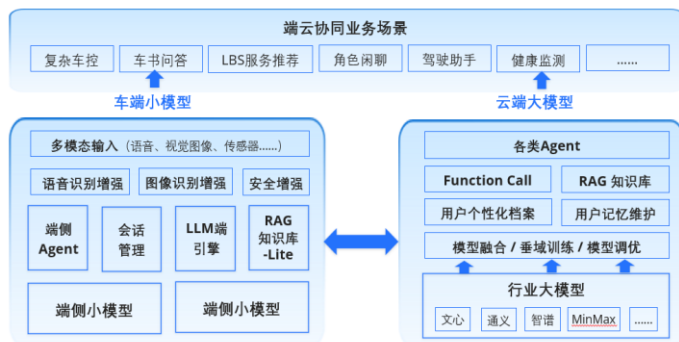 端云协同业务场景
复杂车控
车书问答
LBS服务推荐
角色闲聊
驾驶助手
健康监测
......
车端小模型
云端大模型
多模态输入（语音、视觉图像、传感器......）
语音识别增强
图像识别增强
安全增强
端侧
Agent
会话
管理
LLM端
引擎
RAG
知识库
-Lite
端侧小模型
端侧小模型
各类Agent
Function Call
RAG 知识库
用户个性化档案
用户记忆维护
模型融合 / 垂域训练 / 模型调优
行业大模型
文心
通义
智谱
MinMax
......